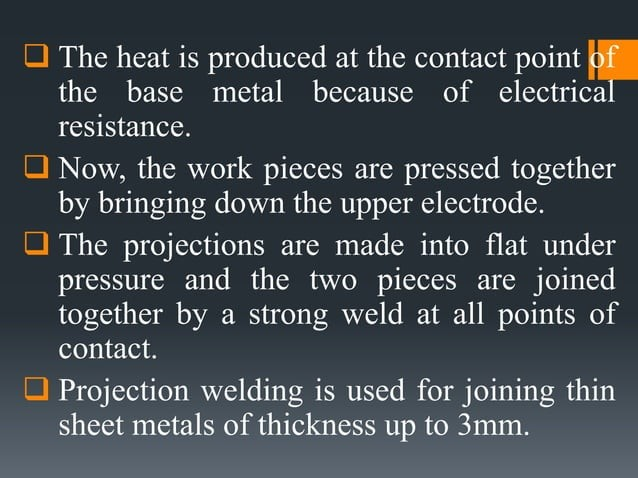 The heat is produced at the contact point of
the base metal because of electrical
resistance.
Now, the work pieces are pressed together
by bringing down the upper electrode.
The projections are made into flat under
pressure and the two pieces are joined
together by a strong weld at all points of
contact.
Projection welding is used for joining thin
sheet metals of thickness up to 3mm.